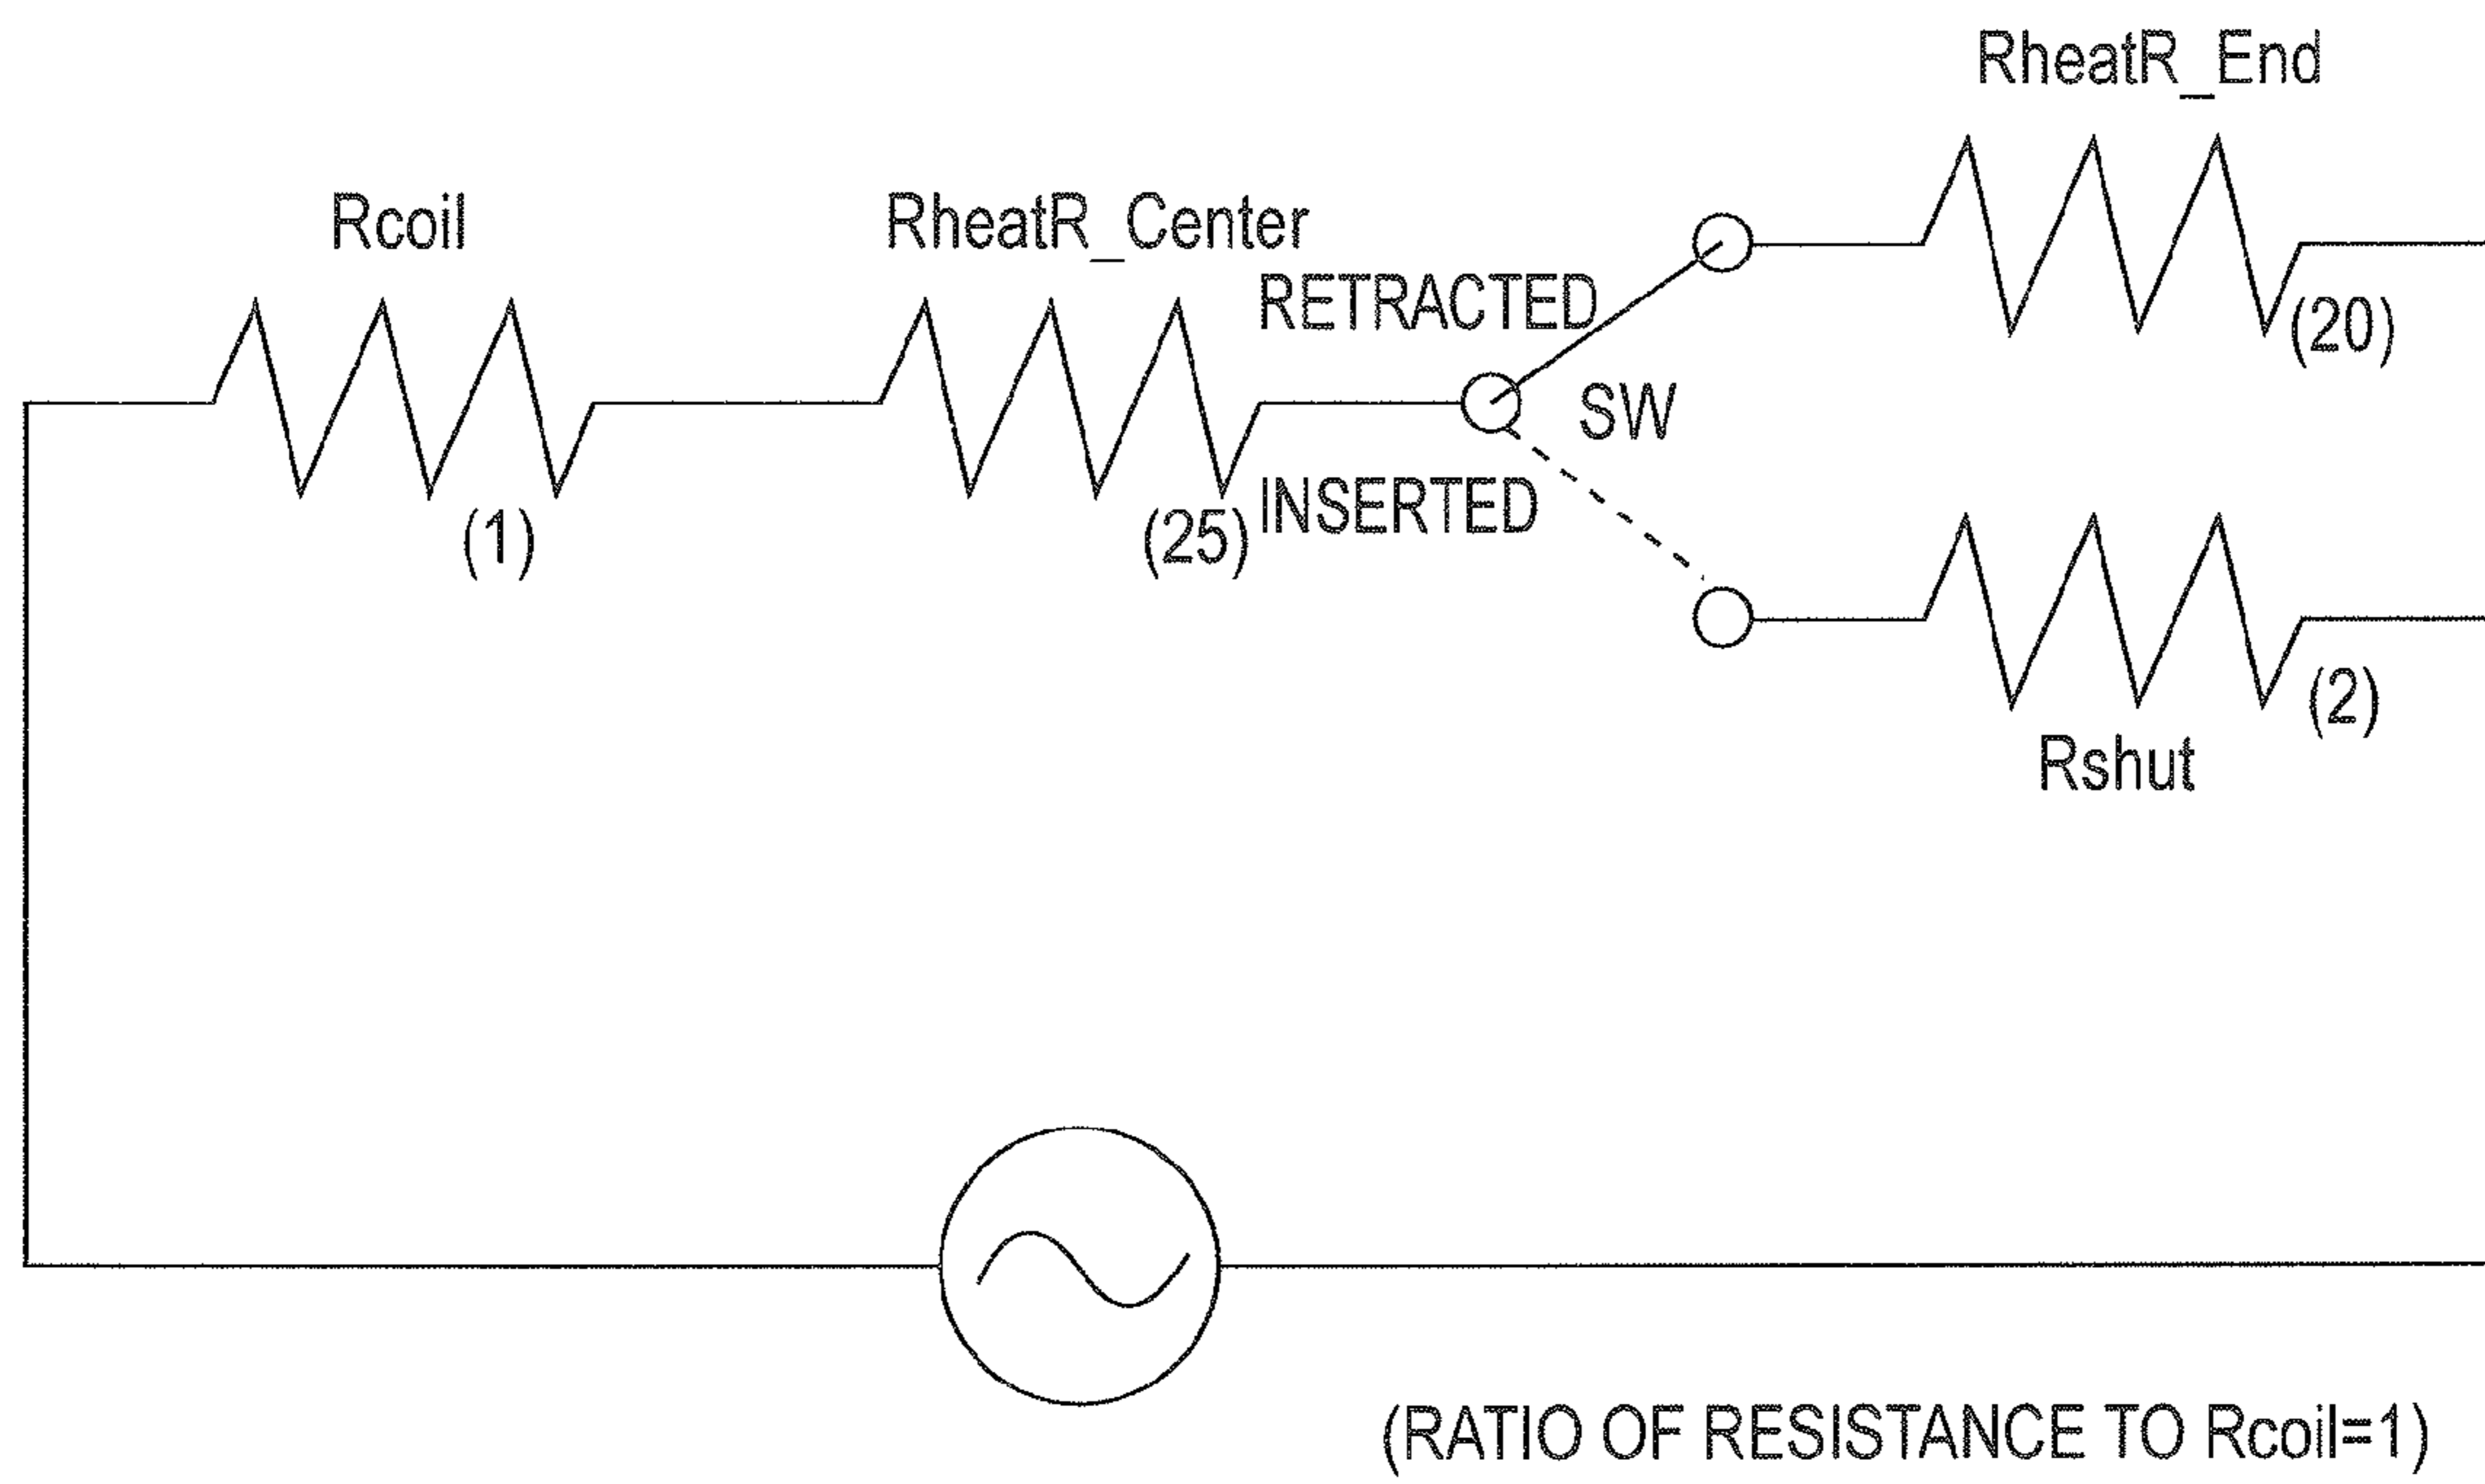 RheatR_End
Rcoil
RheatR_Center
RETRACTED
(20)
SW
INSERTED
(1)
(25)
(2)
Rshut
(RATIO OF RESISTANCE TO Rcoil=1)